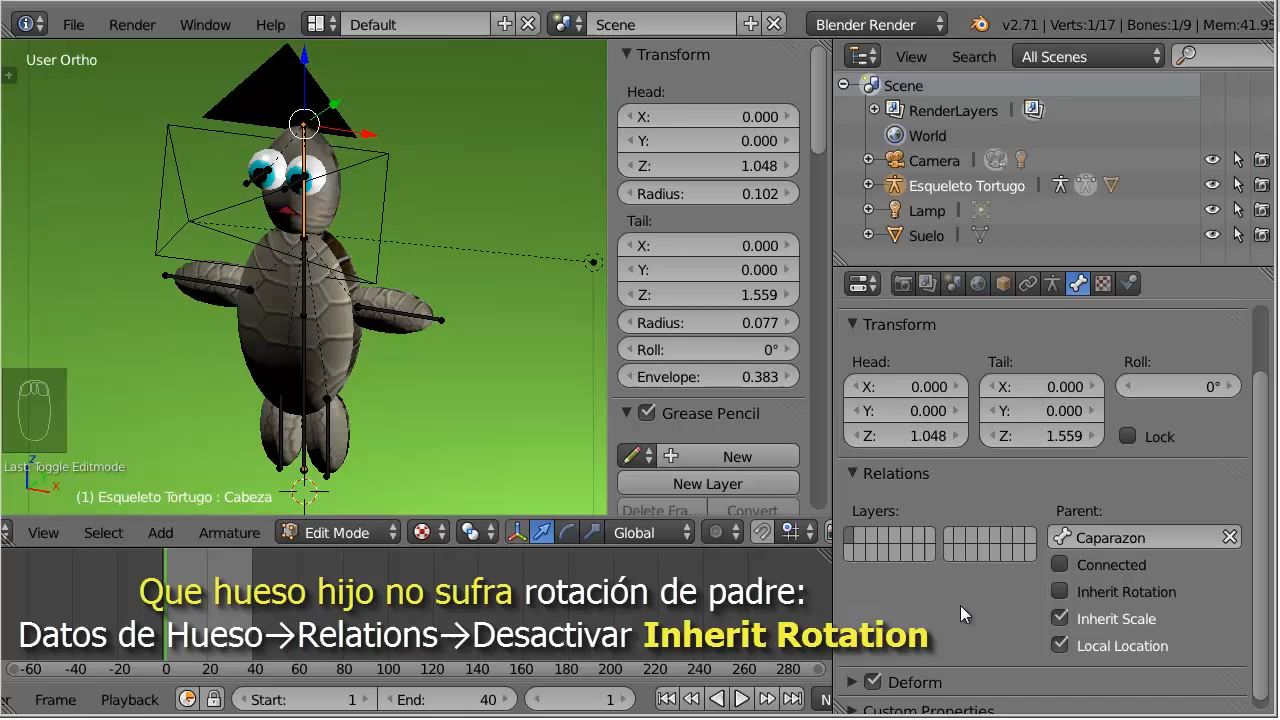 File Render Window Help Default Scene Blender Render v2.71 | Verts:1/17 | Bones:1/9 | Mem:41.95
User Ortho
Transform
Head:
X: 0.000
Y: 0.000
Z: 1.048
Radius: 0.102
Tail:
X: 0.000
Y: 0.000
Z: 1.559
Radius: 0.077
Roll: 0°
Envelope: 0.383
Grease Pencil
New
New Layer
Delete Fra... Convert
View Search All Scenes
Scene
RenderLayers
World
Camera
Esqueleto Tortugo
Lamp
Suelo
Transform
Head: Tail: Roll:
X: 0.000 X: 0.000 0°
Y: 0.000 Y: 0.000
Z: 1.048 Z: 1.559 Lock
Relations
Layers: Parent:
Caparazon
Connected
Inherit Rotation
Inherit Scale
Local Location
Deform
Custom Properties
Last: Toggle Editmode
z
x
(1) Esqueleto Tortugo : Cabeza
View Select Add Armature Edit Mode Global
Que hueso hijo no sufra rotación de padre:
Datos de Hueso→Relations→Desactivar Inherit Rotation
-60 -40 -20 0 20 40 60 80 100 120 140 160 180 200 220 240 260 280
Frame Playback Start: 1 End: 40 1 N